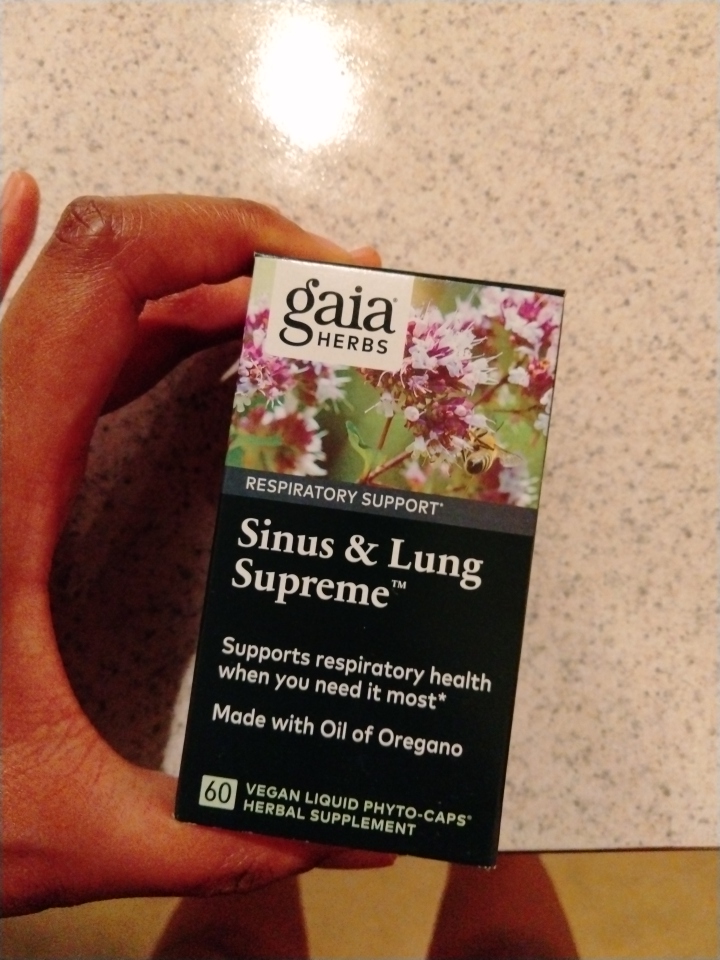 gaia®
HERBS
RESPIRATORY SUPPORT*
Sinus & Lung
Supreme™
Supports respiratory health
when you need it most*
Made with Oil of Oregano
60 VEGAN LIQUID PHYTO-CAPS®
HERBAL SUPPLEMENT